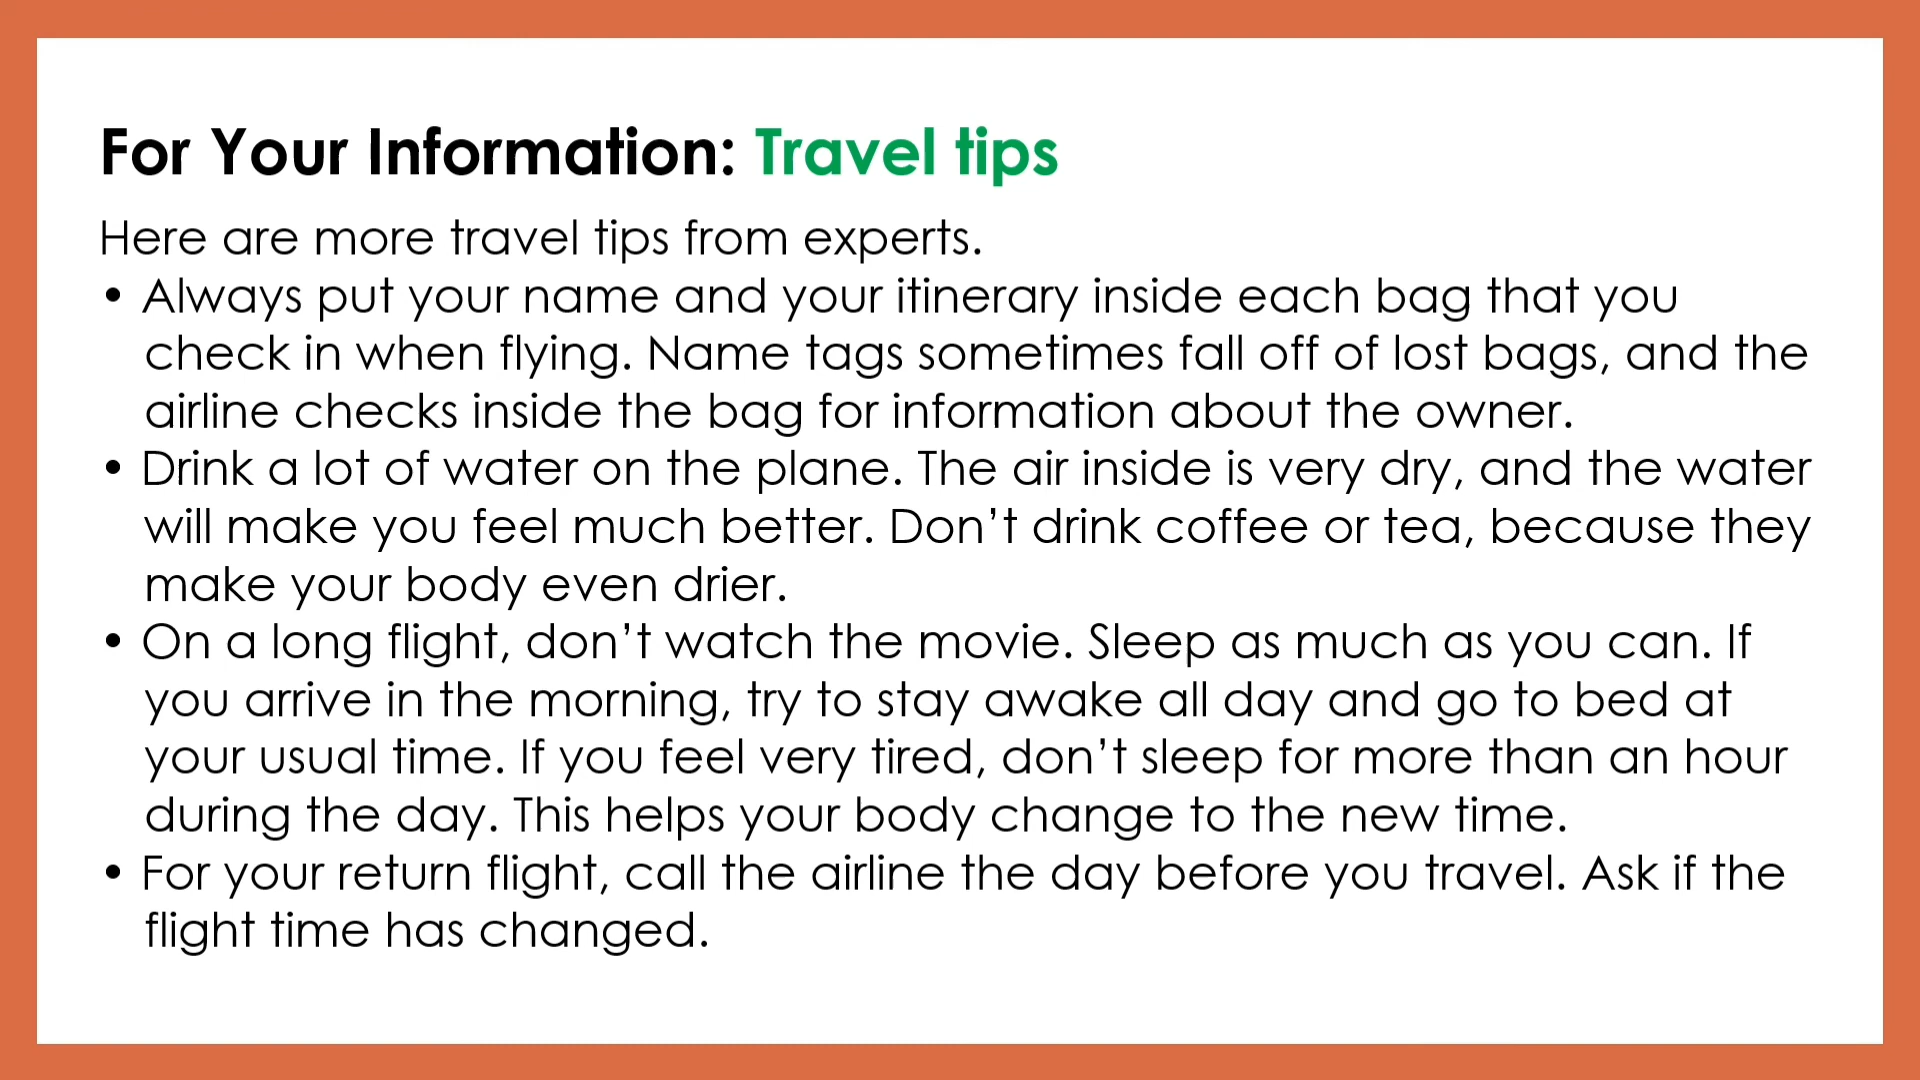 For Your Information: Travel tips
Here are more travel tips from experts.
• Always put your name and your itinerary inside each bag that you
check in when flying. Name tags sometimes fall off of lost bags, and the
airline checks inside the bag for information about the owner.
• Drink a lot of water on the plane. The air inside is very dry, and the water
will make you feel much better. Don’t drink coffee or tea, because they
make your body even drier.
• On a long flight, don’t watch the movie. Sleep as much as you can. If
you arrive in the morning, try to stay awake all day and go to bed at
your usual time. If you feel very tired, don’t sleep for more than an hour
during the day. This helps your body change to the new time.
• For your return flight, call the airline the day before you travel. Ask if the
flight time has changed.